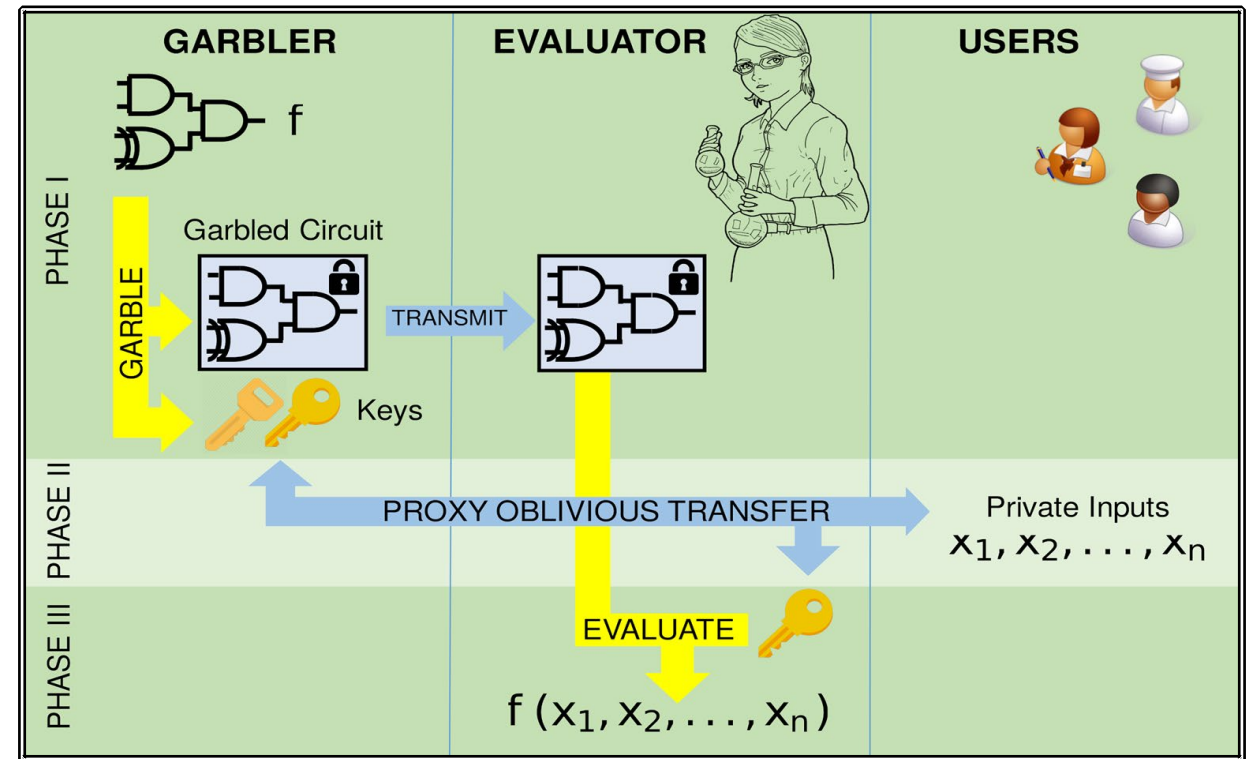 GARBLER
EVALUATOR
USERS
PHASE I
f
GARBLE
Garbled Circuit
TRANSMIT
Keys
PHASE II
PROXY OBLIVIOUS TRANSFER
Private Inputs
x₁, x₂, . . . , xₙ
PHASE III
EVALUATE
f (x₁, x₂, . . . , xₙ)